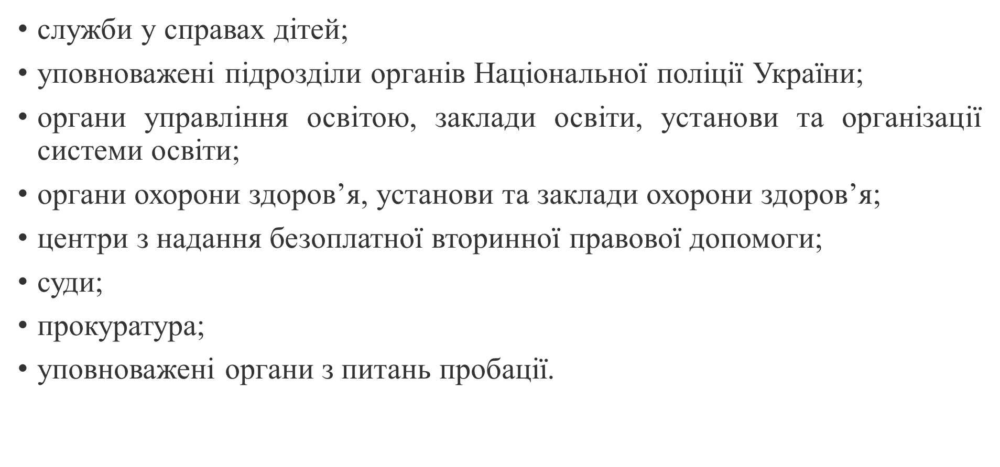 • служби у справах дітей;
• уповноважені підрозділи органів Національної поліції України;
• органи управління освітою, заклади освіти, установи та організації
системи освіти;
• органи охорони здоров’я, установи та заклади охорони здоров’я;
• центри з надання безоплатної вторинної правової допомоги;
• суди;
• прокуратура;
• уповноважені органи з питань пробації.